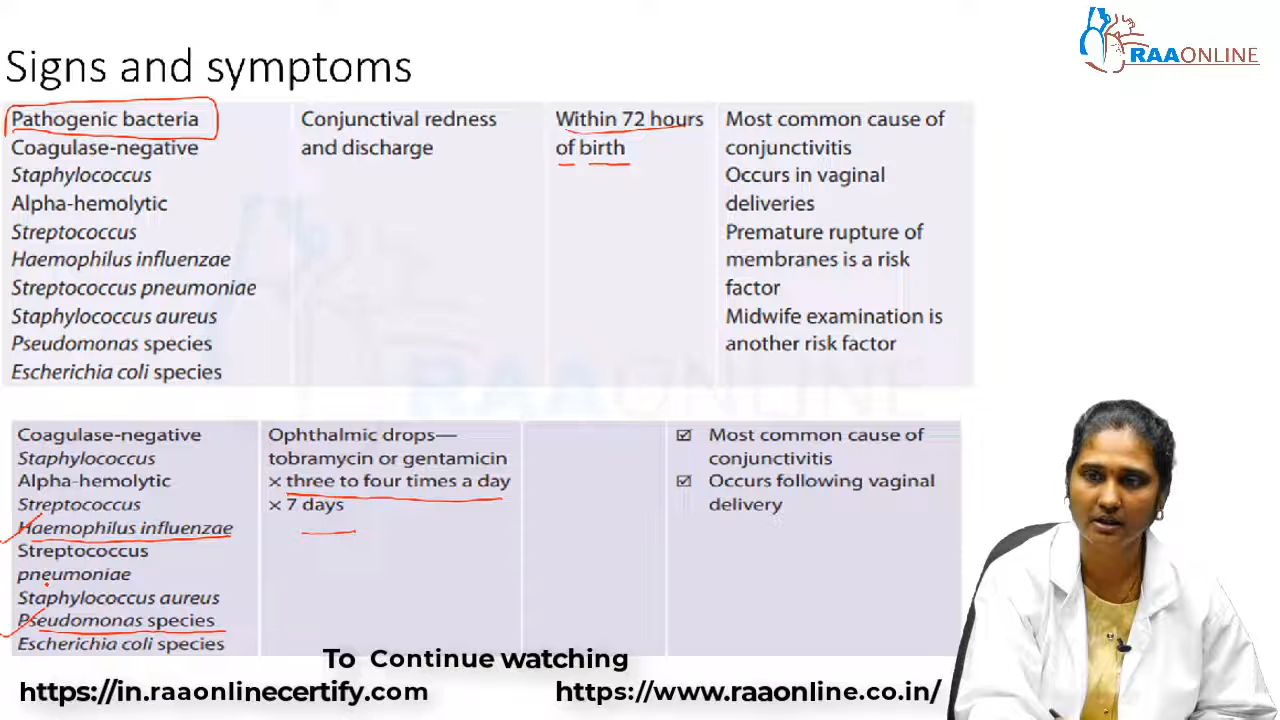 RAAONLINE
Signs and symptoms
Pathogenic bacteria
Coagulase-negative
Staphylococcus
Alpha-hemolytic
Streptococcus
Haemophilus influenzae
Streptococcus pneumoniae
Staphylococcus aureus
Pseudomonas species
Escherichia coli species
Conjunctival redness
and discharge
Within 72 hours
of birth
Most common cause of
conjunctivitis
Occurs in vaginal
deliveries
Premature rupture of
membranes is a risk
factor
Midwife examination is
another risk factor
RAAONLINE
Coagulase-negative
Staphylococcus
Alpha-hemolytic
Streptococcus
Haemophilus influenzae
Streptococcus
pneumoniae
Staphylococcus aureus
Pseudomonas species
Escherichia coli species
Ophthalmic drops—
tobramycin or gentamicin
× three to four times a day
× 7 days
☑ Most common cause of
conjunctivitis
☑ Occurs following vaginal
delivery
To Continue watching
https://in.raaonlinecertify.com
https://www.raaonline.co.in/